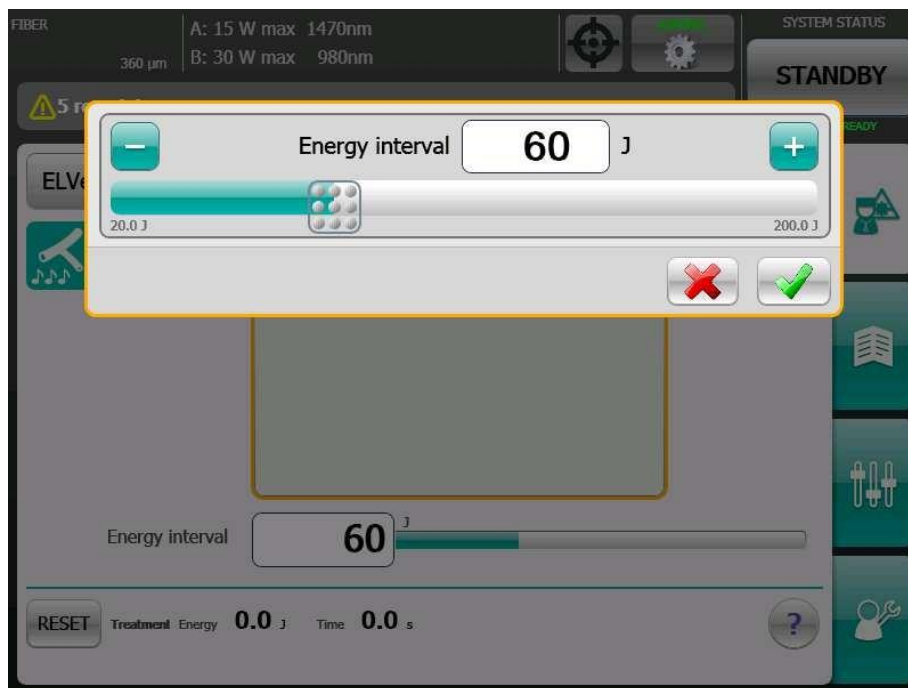 FIBER
360 µm
A: 15 W max 1470nm
B: 30 W max 980nm
SYSTEM STATUS
STANDBY
READY
5
Energy interval 60 J
20.0 J 200.0 J
Energy interval 60 J
RESET Treatment Energy 0.0 J Time 0.0 s ?